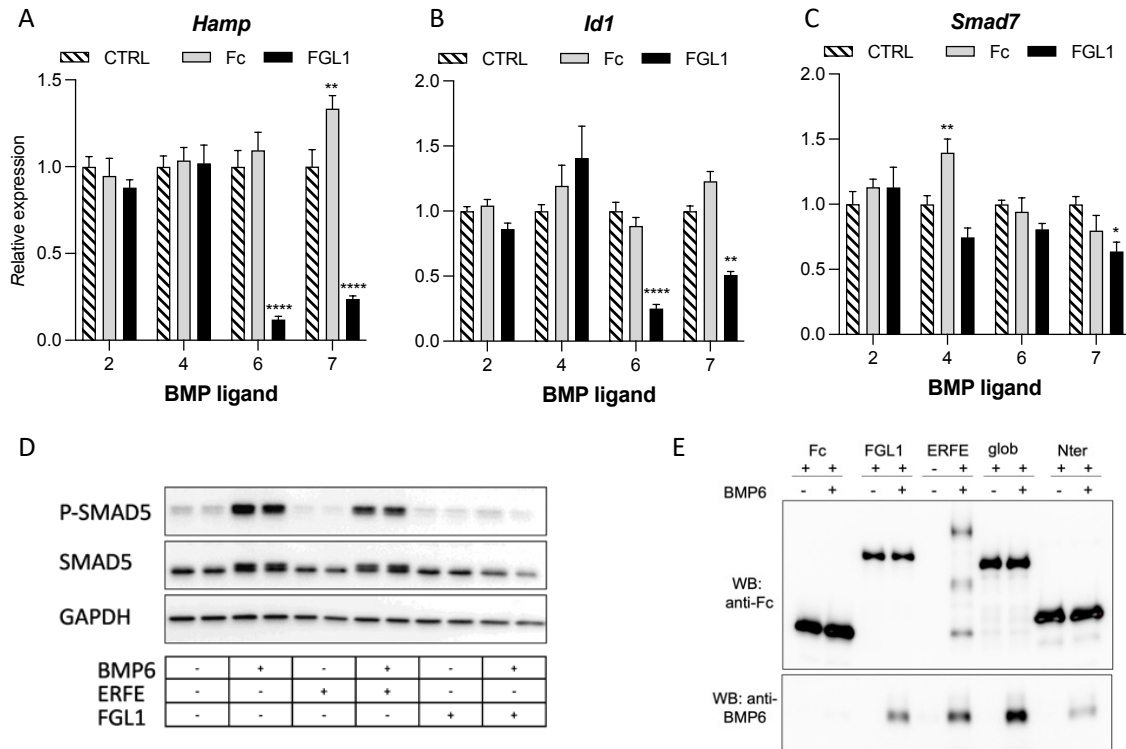 A
Hamp
CTRL Fc FGL1
Relative expression
1.5
1.0
0.5
0.0
** **** ****
2 4 6 7
BMP ligand
B
Id1
CTRL Fc FGL1
2.0
1.5
1.0
0.5
0.0
**** **
2 4 6 7
BMP ligand
C
Smad7
CTRL Fc FGL1
2.0
1.5
1.0
0.5
0.0
** *
2 4 6 7
BMP ligand
D
P-SMAD5
SMAD5
GAPDH
BMP6 - + - + - +
ERFE - - + + - -
FGL1 - - - - + +
E
Fc FGL1 ERFE glob Nter
+ + + + - + + + + +
BMP6 - + - + - + - + - +
WB:
anti-Fc
WB: anti-
BMP6